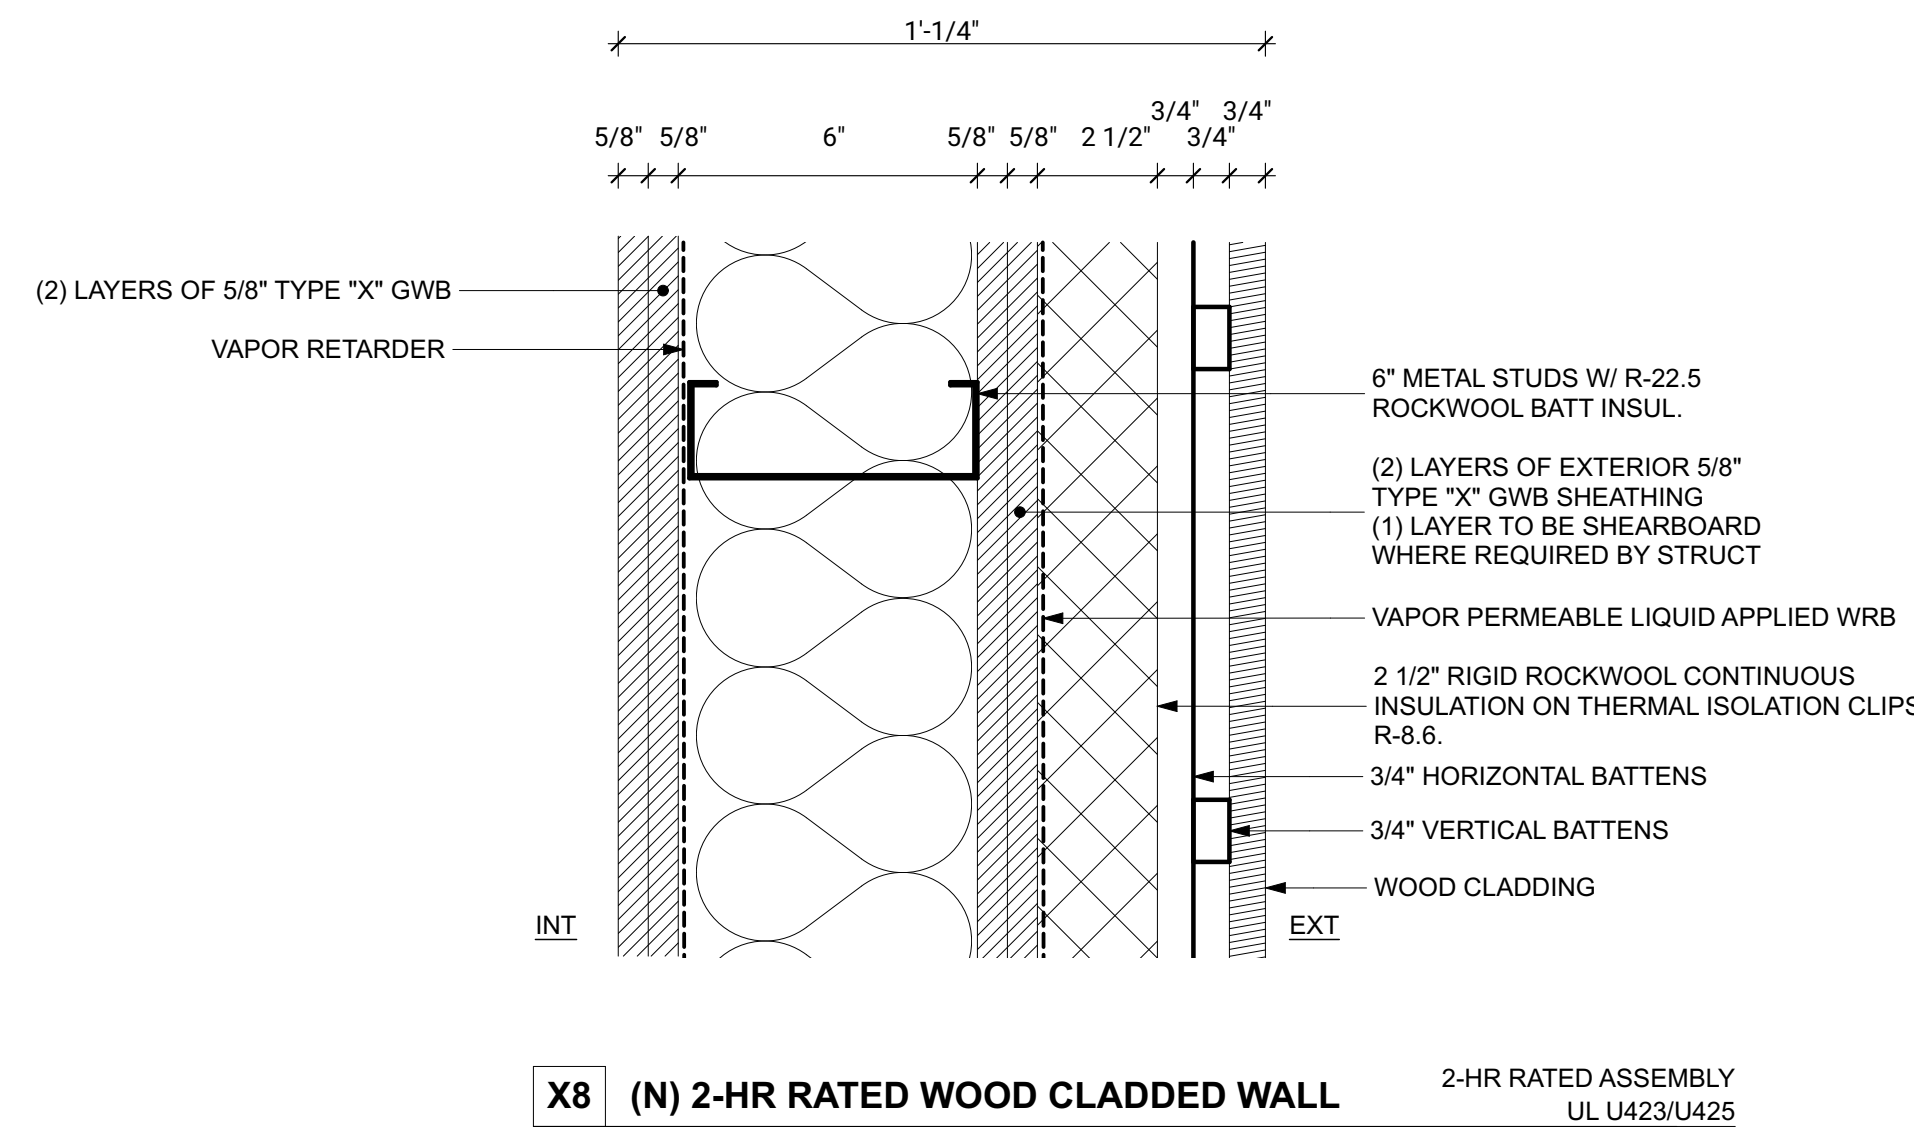 1'-1/4"
3/4" 3/4"
5/8" 5/8" 6" 5/8" 5/8" 2 1/2" 3/4"
(2) LAYERS OF 5/8" TYPE "X" GWB
VAPOR RETARDER
6" METAL STUDS W/ R-22.5
ROCKWOOL BATT INSUL.
(2) LAYERS OF EXTERIOR 5/8"
TYPE "X" GWB SHEATHING
(1) LAYER TO BE SHEARBOARD
WHERE REQUIRED BY STRUCT
VAPOR PERMEABLE LIQUID APPLIED WRB
2 1/2" RIGID ROCKWOOL CONTINUOUS
INSULATION ON THERMAL ISOLATION CLIPS
R-8.6.
3/4" HORIZONTAL BATTENS
3/4" VERTICAL BATTENS
WOOD CLADDING
INT
EXT
X8 (N) 2-HR RATED WOOD CLADDED WALL
2-HR RATED ASSEMBLY
UL U423/U425